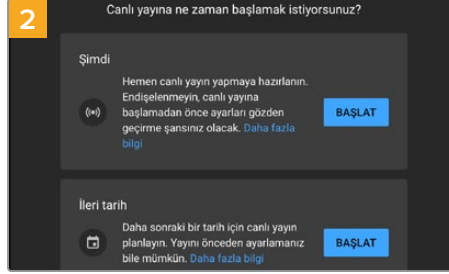 2
Canlı yayına ne zaman başlamak istiyorsunuz?
Şimdi
Hemen canlı yayın yapmaya hazırlanın.
Endişelenmeyin, canlı yayına
başlamadan önce ayarları gözden
geçirme şansınız olacak. Daha fazla
bilgi
BAŞLAT
İleri tarih
Daha sonraki bir tarih için canlı yayın
planlayın. Yayını önceden ayarlamanız
bile mümkün. Daha fazla bilgi
BAŞLAT